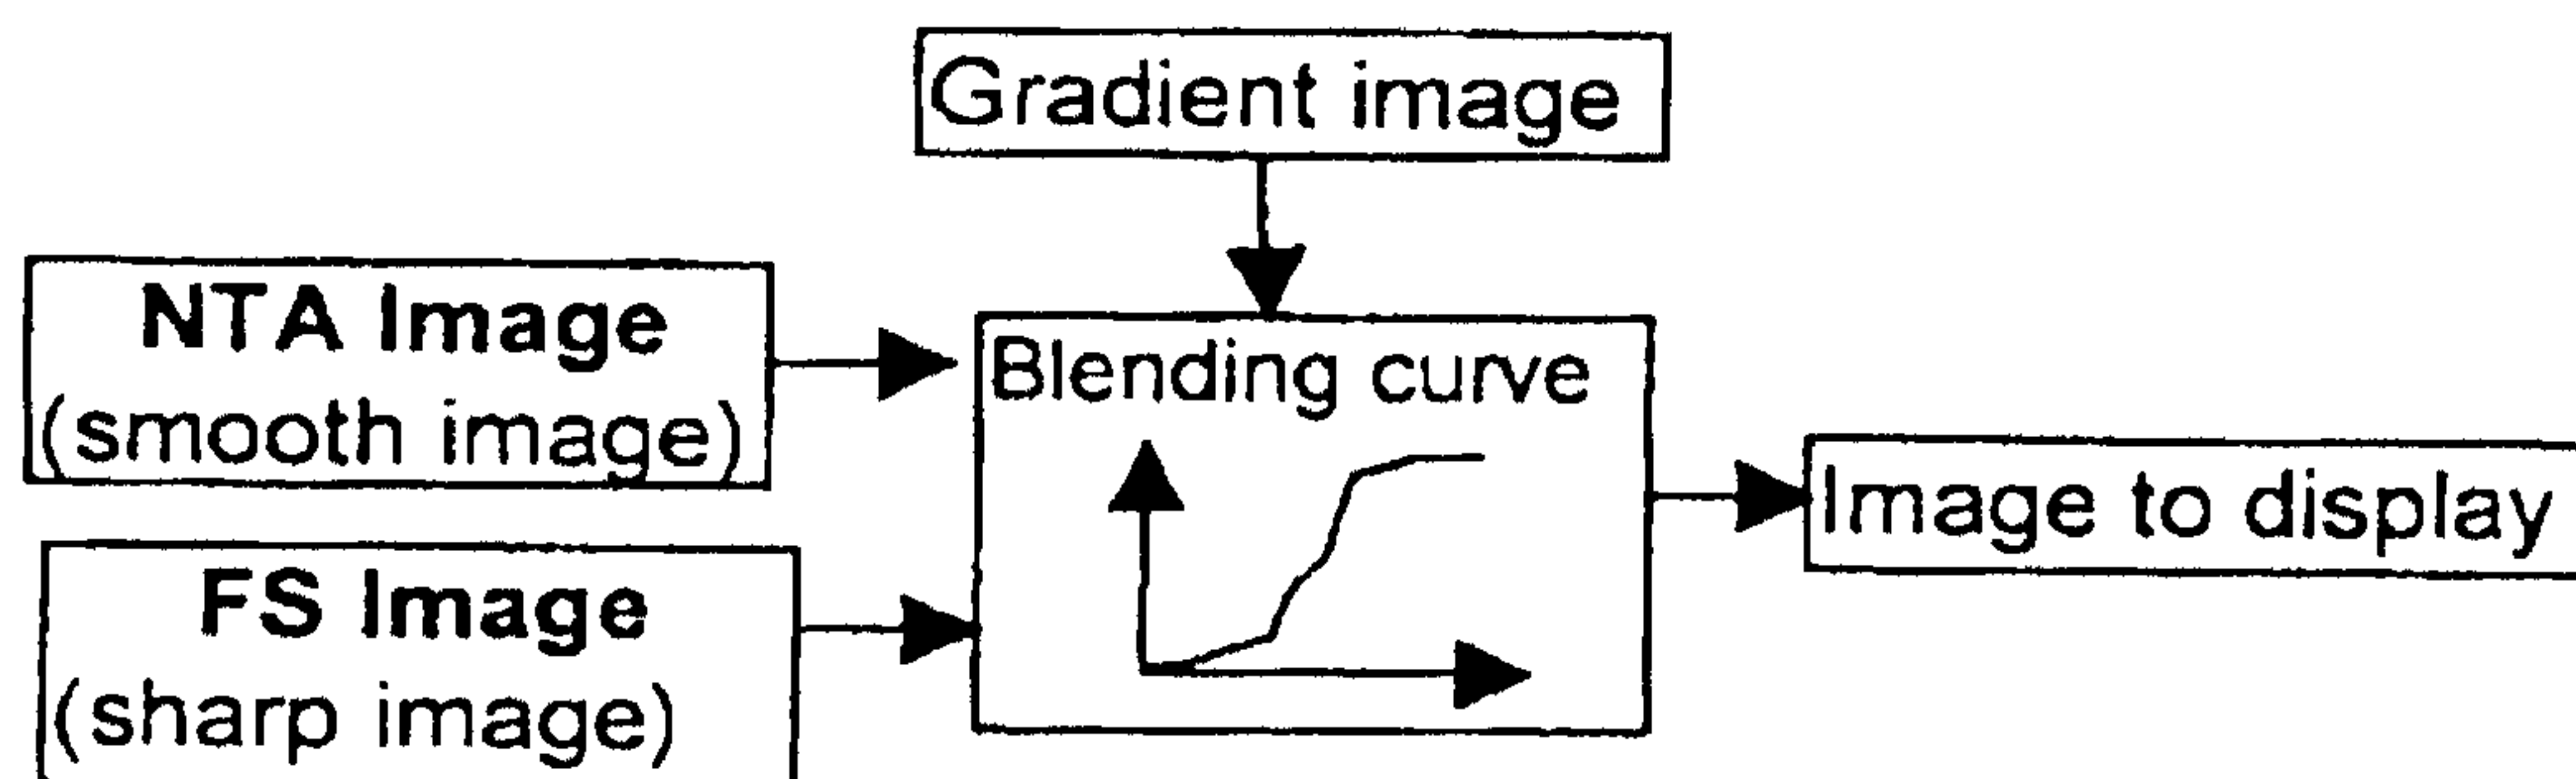 Gradient image
NTA Image
(smooth image)
Blending curve
FS Image
(sharp image)
Image to display